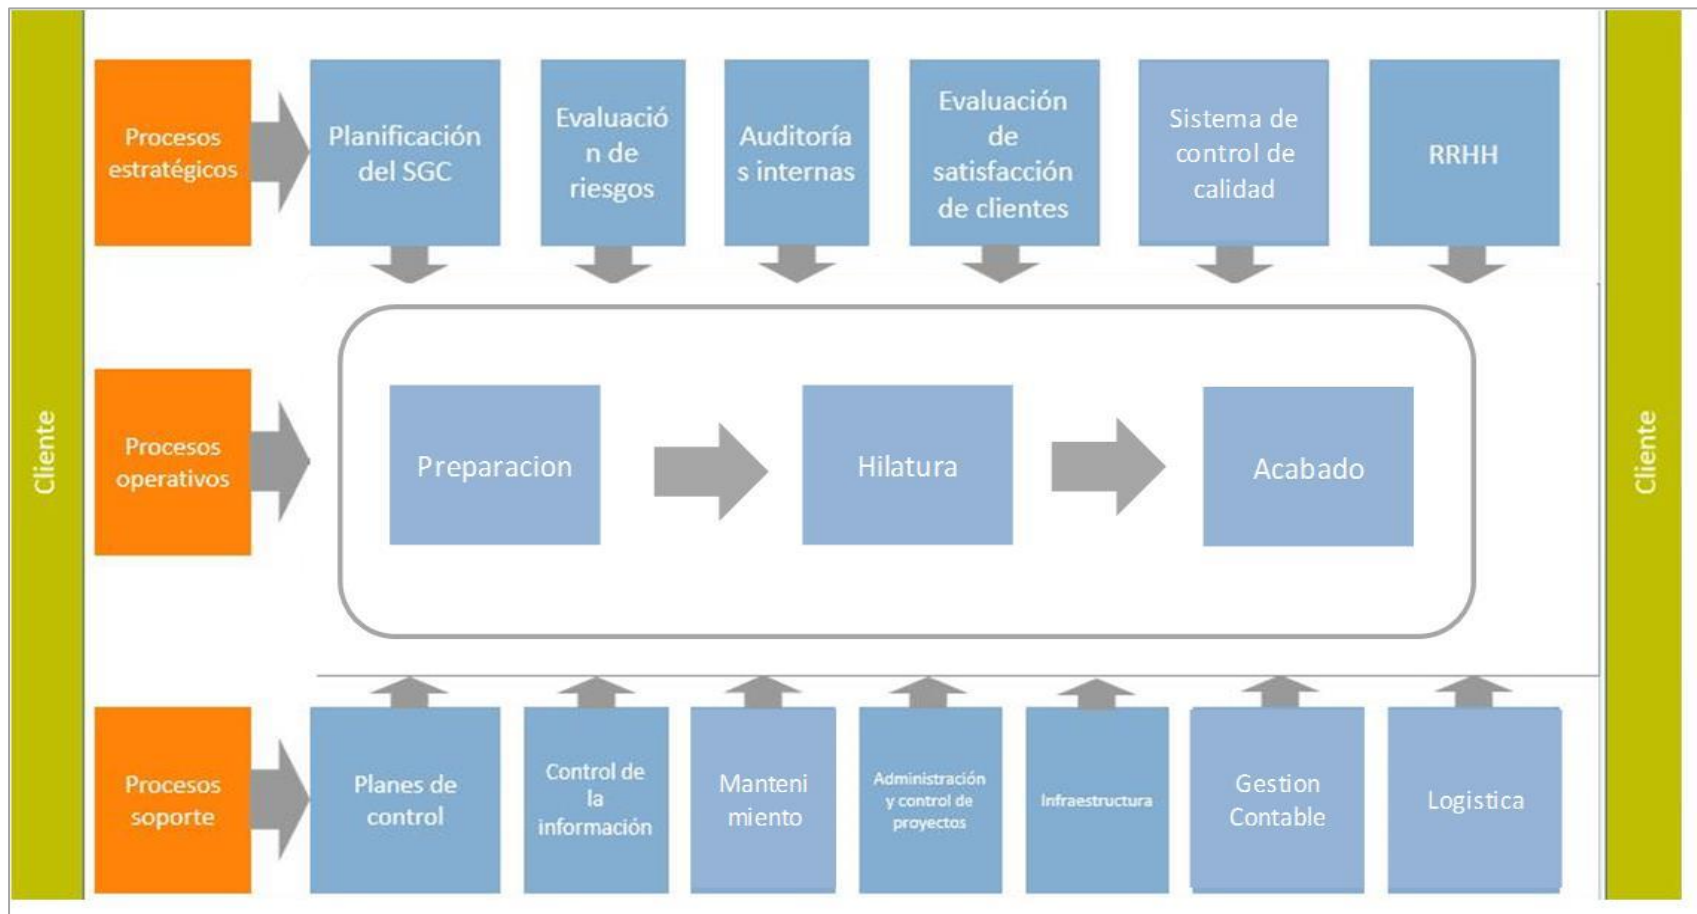 Cliente
Procesos
estratégicos
Planificación
del SGC
Evaluació
n de
riesgos
Auditoría
s internas
Evaluación
de
satisfacción
de clientes
Sistema de
control de
calidad
RRHH
Procesos
operativos
Preparacion
Hilatura
Acabado
Procesos
soporte
Planes de
control
Control de
la
información
Manteni
miento
Administración
y control de
proyectos
Infraestructura
Gestion
Contable
Logistica
Cliente